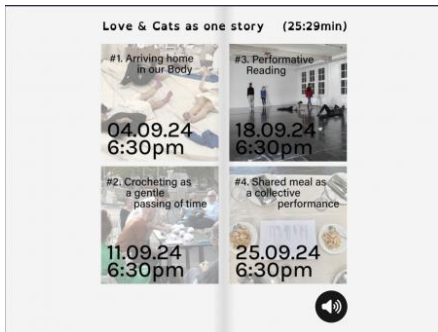 Love & Cats as one story (25:29min)
#1. Arriving home
in our Body
04.09.24
6:30pm
#3. Performative
Reading
18.09.24
6:30pm
#2. Crocheting as
a gentle
passing of time
11.09.24
6:30pm
#4. Shared meal as
a collective
performance
25.09.24
6:30pm